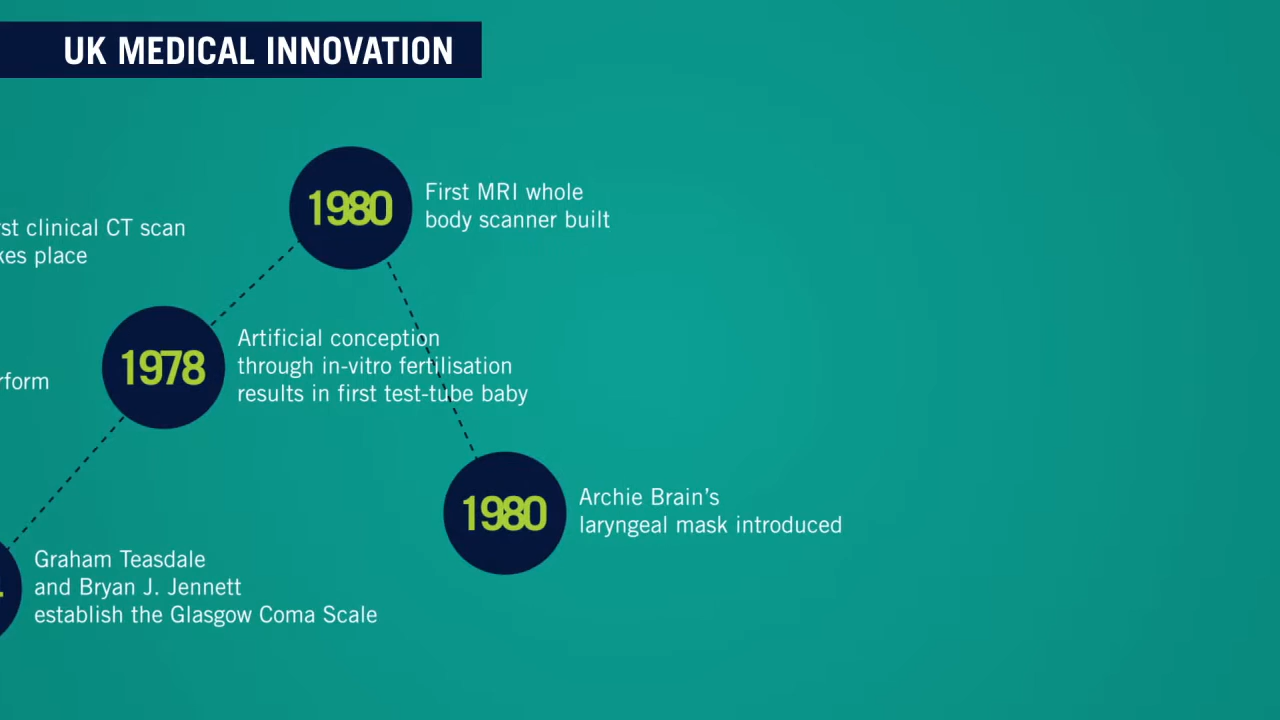 UK MEDICAL INNOVATION
1980
First MRI whole
body scanner built
clinical CT scan
place
1978
Artificial conception
through in-vitro fertilisation
results in first test-tube baby
1980
Archie Brain's
laryngeal mask introduced
Graham Teasdale
and Bryan J. Jennett
establish the Glasgow Coma Scale